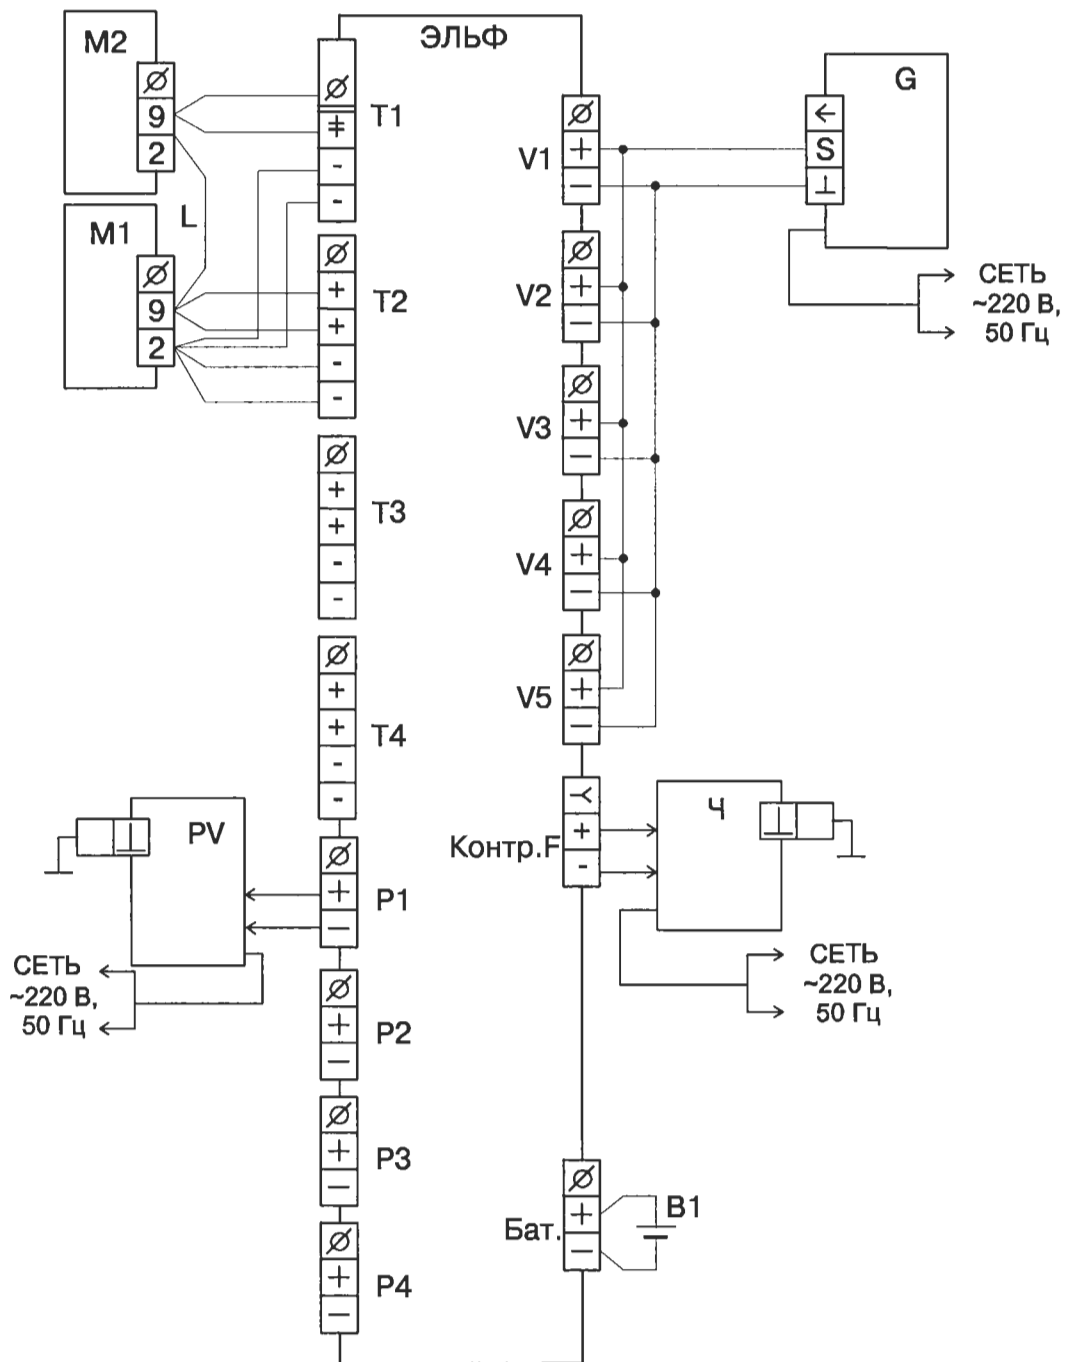 ЭЛЬФ
M2
∅
9
2
M1
∅
9
2
L
∅
+
+
-
-
T1
∅
+
+
-
-
T2
∅
+
+
-
-
T3
∅
+
+
-
-
T4
∅
+
—
P1
∅
+
—
P2
∅
+
—
P3
∅
+
—
P4
PV
⊥
СЕТЬ
~220 В,
50 Гц
V1
∅
+
—
V2
∅
+
—
V3
∅
+
—
V4
∅
+
—
V5
∅
+
—
G
←
S
⊥
СЕТЬ
~220 В,
50 Гц
Контр.F
Y
+
-
Ч
⊥
СЕТЬ
~220 В,
50 Гц
Бат.
∅
+
—
B1